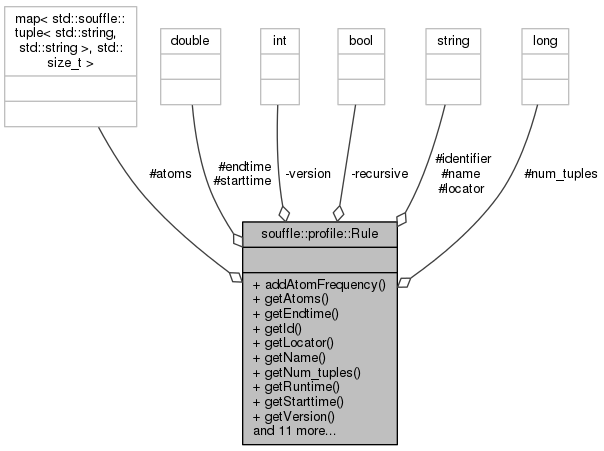 map< std::souffle::
tuple< std::string,
std::string >, std::
size_t >
double
int
bool
string
long
#atoms
#endtime
#starttime
-version
-recursive
#identifier
#name
#locator
#num_tuples
souffle::profile::Rule
+ addAtomFrequency()
+ getAtoms()
+ getEndtime()
+ getId()
+ getLocator()
+ getName()
+ getNum_tuples()
+ getRuntime()
+ getStarttime()
+ getVersion()
and 11 more...